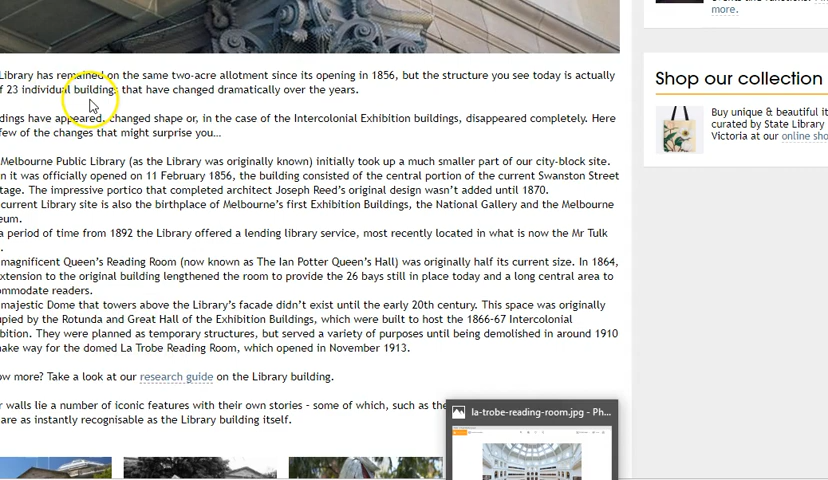 more.
Library has remained on the same two-acre allotment since its opening in 1856, but the structure you see today is actually
f 23 individual buildings that have changed dramatically over the years.
dings have appeared, changed shape or, in the case of the Intercolonial Exhibition buildings, disappeared completely. Here
few of the changes that might surprise you…
Melbourne Public Library (as the Library was originally known) initially took up a much smaller part of our city-block site.
n it was officially opened on 11 February 1856, the building consisted of the central portion of the current Swanston Street
tage. The impressive portico that completed architect Joseph Reed's original design wasn't added until 1870.
current Library site is also the birthplace of Melbourne's first Exhibition Buildings, the National Gallery and the Melbourne
eum.
a period of time from 1892 the Library offered a lending library service, most recently located in what is now the Mr Tulk
.
magnificent Queen's Reading Room (now known as The Ian Potter Queen's Hall) was originally half its current size. In 1864,
xtension to the original building lengthened the room to provide the 26 bays still in place today and a long central area to
ommodate readers.
majestic Dome that towers above the Library's facade didn't exist until the early 20th century. This space was originally
upied by the Rotunda and Great Hall of the Exhibition Buildings, which were built to host the 1866-67 Intercolonial
ibition. They were planned as temporary structures, but served a variety of purposes until being demolished in around 1910
make way for the domed La Trobe Reading Room, which opened in November 1913.
ow more? Take a look at our research guide on the Library building.
r walls lie a number of iconic features with their own stories - some of which, such as the
are as instantly recognisable as the Library building itself.
Shop our collection
Buy unique & beautiful it
curated by State Library
Victoria at our online sho
la-trobe-reading-room.jpg - Ph...